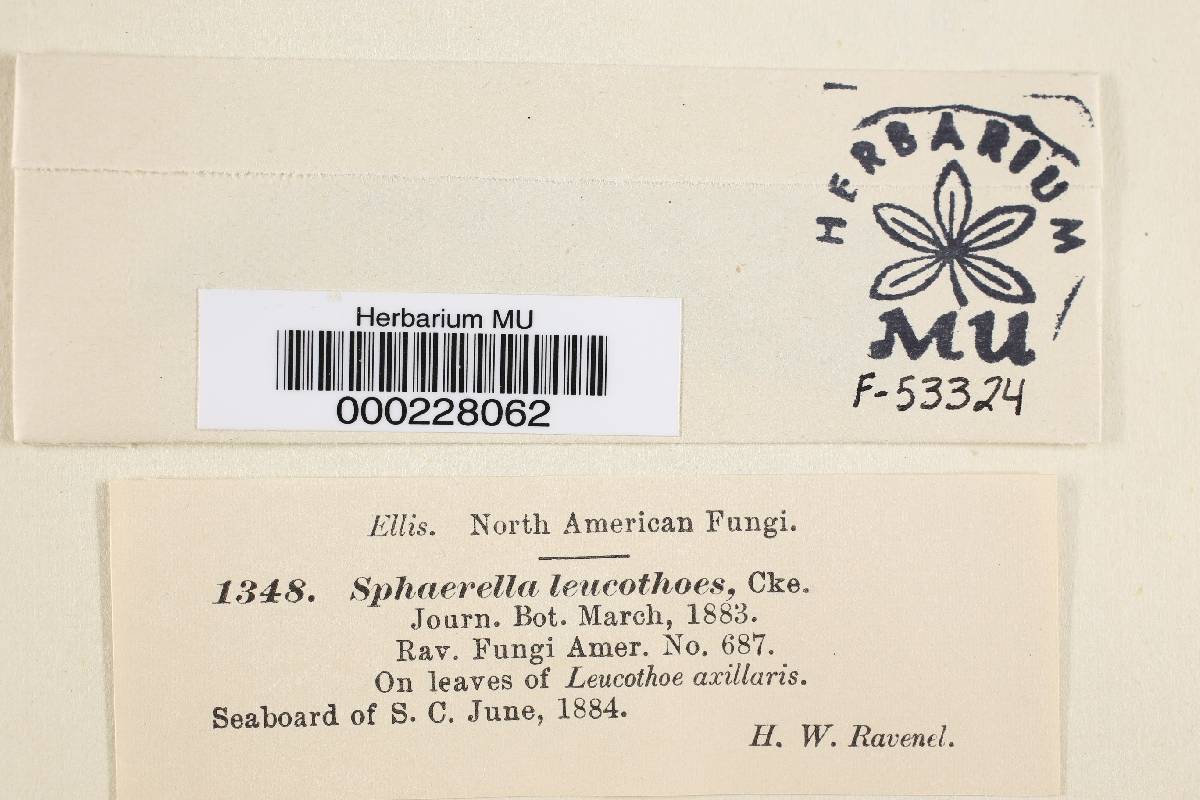 HERBARIUM
MU
F-53324
Herbarium MU
000228062
Ellis. North American Fungi.
1348. Sphaerella leucothoes, Cke.
Journ. Bot. March, 1883.
Rav. Fungi Amer. No. 687.
On leaves of Leucothoe axillaris.
Seaboard of S. C. June, 1884.
H. W. Ravenel.